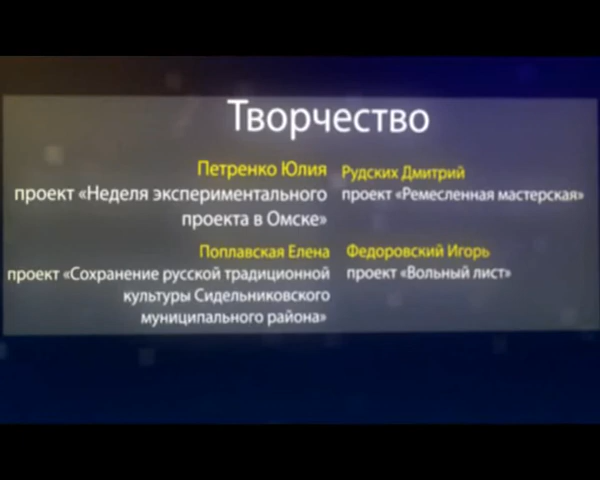 Творчество
Петренко Юлия
проект «Неделя экспериментального
проекта в Омске»
Рудских Дмитрий
проект «Ремесленная мастерская»
Поплавская Елена
проект «Сохранение русской традиционной
культуры Сидельниковского
муниципального района»
Федоровский Игорь
проект «Вольный лист»